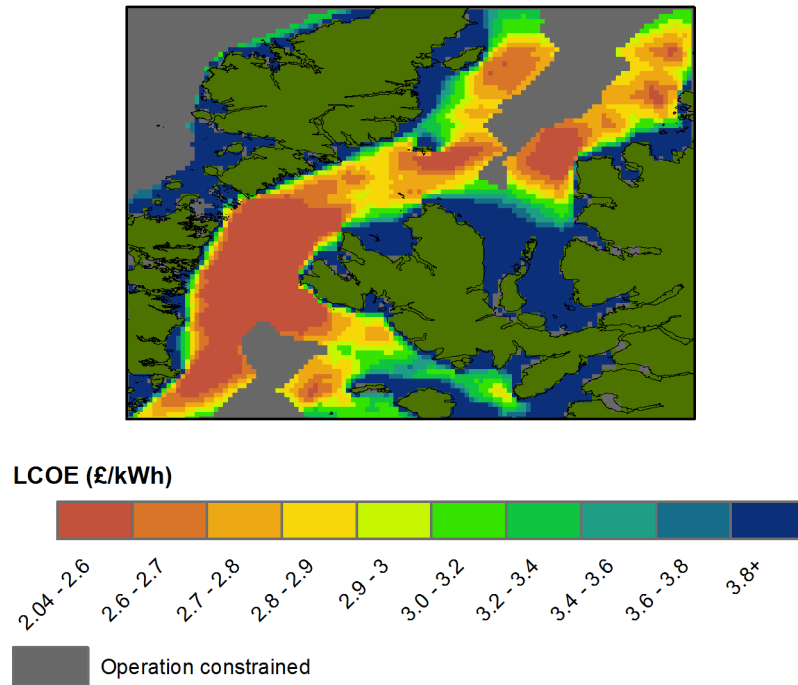 LCOE (£/kWh)
2.04 - 2.6
2.6 - 2.7
2.7 - 2.8
2.8 - 2.9
2.9 - 3
3.0 - 3.2
3.2 - 3.4
3.4 - 3.6
3.6 - 3.8
3.8+
Operation constrained